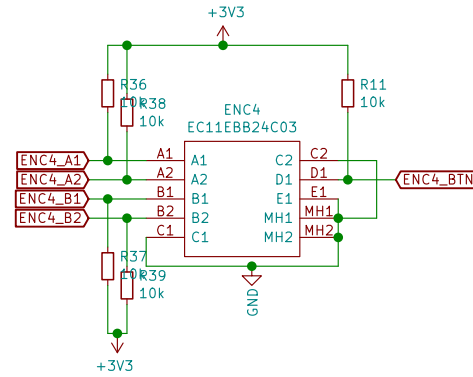 +3V3
R36
10k
R38
10k
R11
10k
ENC4
EC11EBB24C03
ENC4_A1
A1
A1
C2
C2
ENC4_A2
A2
A2
D1
D1
ENC4_BTN
ENC4_B1
B1
B1
E1
E1
ENC4_B2
B2
B2
MH1
MH1
C1
C1
MH2
MH2
R37
10k
R39
10k
GND
+3V3